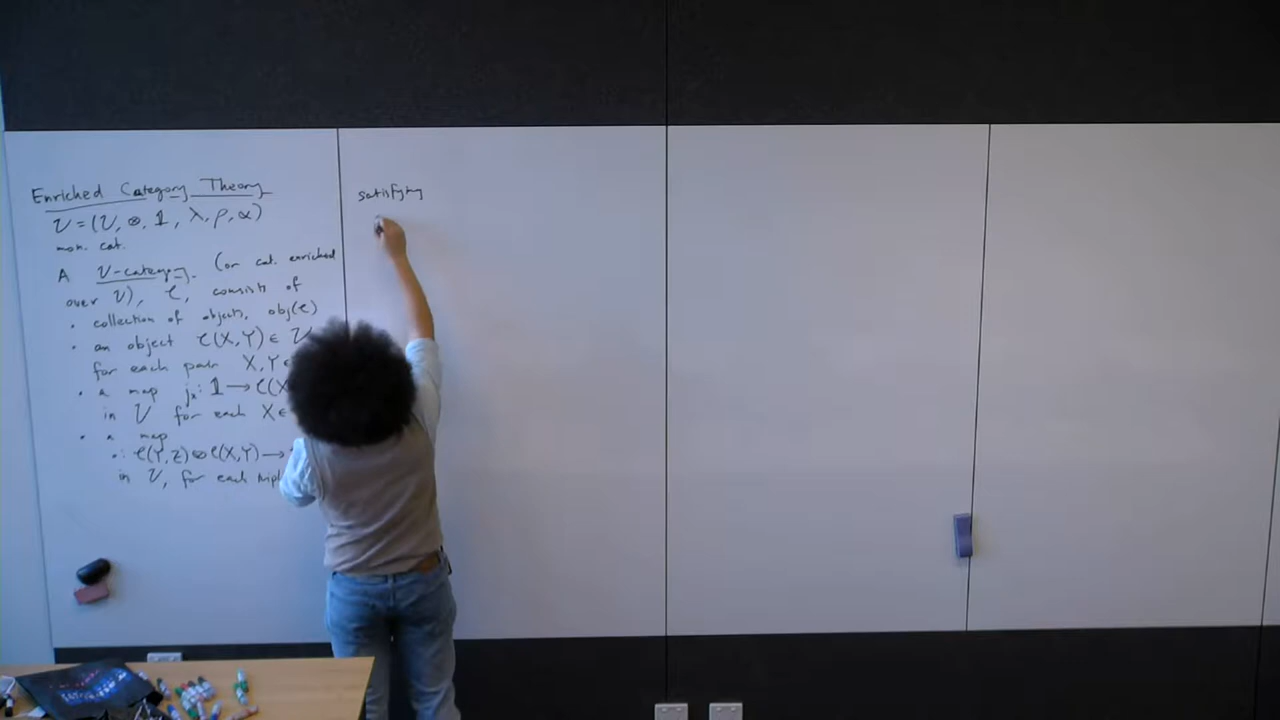 Enriched Category Theory
𝒱 = (𝒱, ⊗, 𝟙, λ, ρ, α)
mon. cat.
A 𝒱-category (or cat. enriched
over 𝒱), 𝒞, consists of
• collection of objects, obj(𝒞)
• an object 𝒞(X,Y) ∈ 𝒱
for each pair X, Y ∈
• a map jₓ: 𝟙 → 𝒞(X
in 𝒱 for each X ∈
• a map
∘: 𝒞(Y,Z) ⊗ 𝒞(X,Y) →
in 𝒱, for each
satisfying